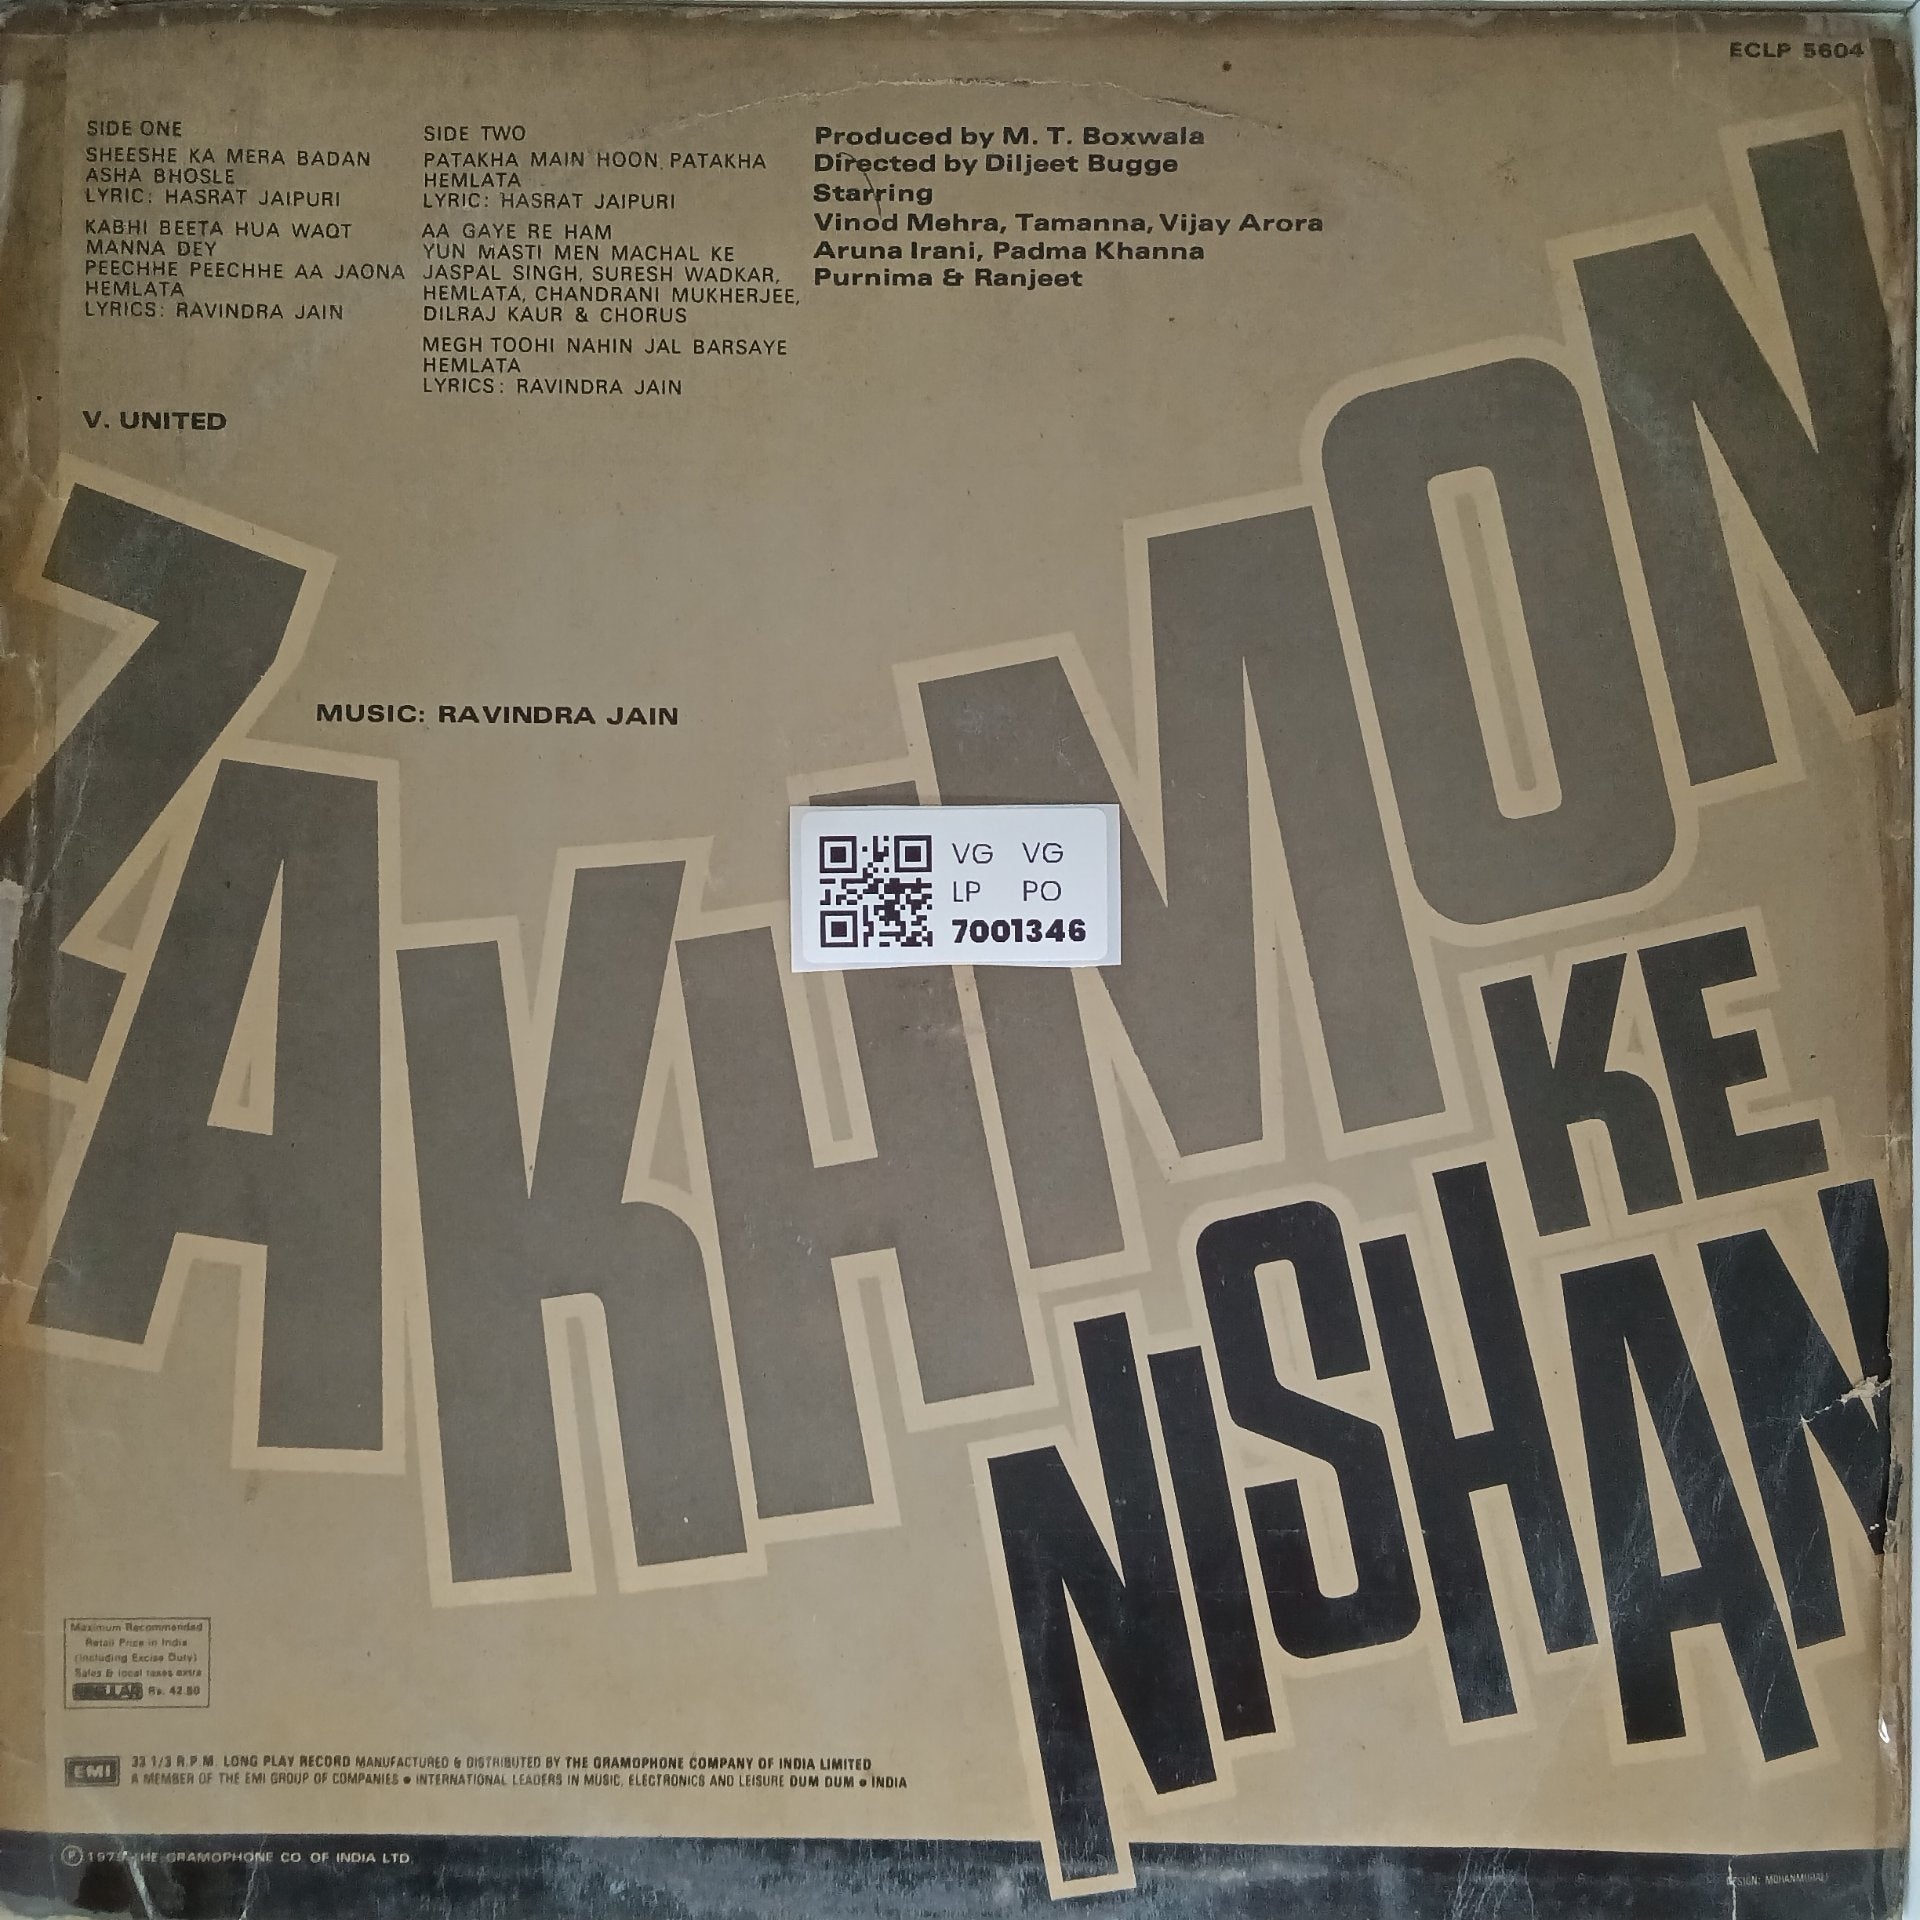 ECLP 5604
SIDE ONE
SHEESHE KA MERA BADAN
ASHA BHOSLE
LYRIC: HASRAT JAIPURI
KABHI BEETA HUA WAQT
MANNA DEY
PEECHHE PEECHHE AA JAONA
HEMLATA
LYRICS: RAVINDRA JAIN
V. UNITED
SIDE TWO
PATAKHA MAIN HOON PATAKHA
HEMLATA
LYRIC: HASRAT JAIPURI
AA GAYE RE HAM
YUN MASTI MEN MACHAL KE
JASPAL SINGH, SURESH WADKAR,
HEMLATA, CHANDRANI MUKHERJEE,
DILRAJ KAUR & CHORUS
MEGH TOOHI NAHIN JAL BARSAYE
HEMLATA
LYRICS: RAVINDRA JAIN
Produced by M. T. Boxwala
Directed by Diljeet Bugge
Starring
Vinod Mehra, Tamanna, Vijay Arora
Aruna Irani, Padma Khanna
Purnima & Ranjeet
MUSIC: RAVINDRA JAIN
ZAKHMON
KE
NISHAN
VG VG
LP PO
7001346
Maximum Recommended
Retail Price in India
(Including Excise Duty)
Sales & local taxes extra
Rs. 42.50
EMI
33 1/3 R.P.M. LONG PLAY RECORD MANUFACTURED & DISTRIBUTED BY THE GRAMOPHONE COMPANY OF INDIA LIMITED
A MEMBER OF THE EMI GROUP OF COMPANIES ● INTERNATIONAL LEADERS IN MUSIC, ELECTRONICS AND LEISURE DUM DUM ● INDIA
GRAMOPHONE CO OF INDIA LTD.